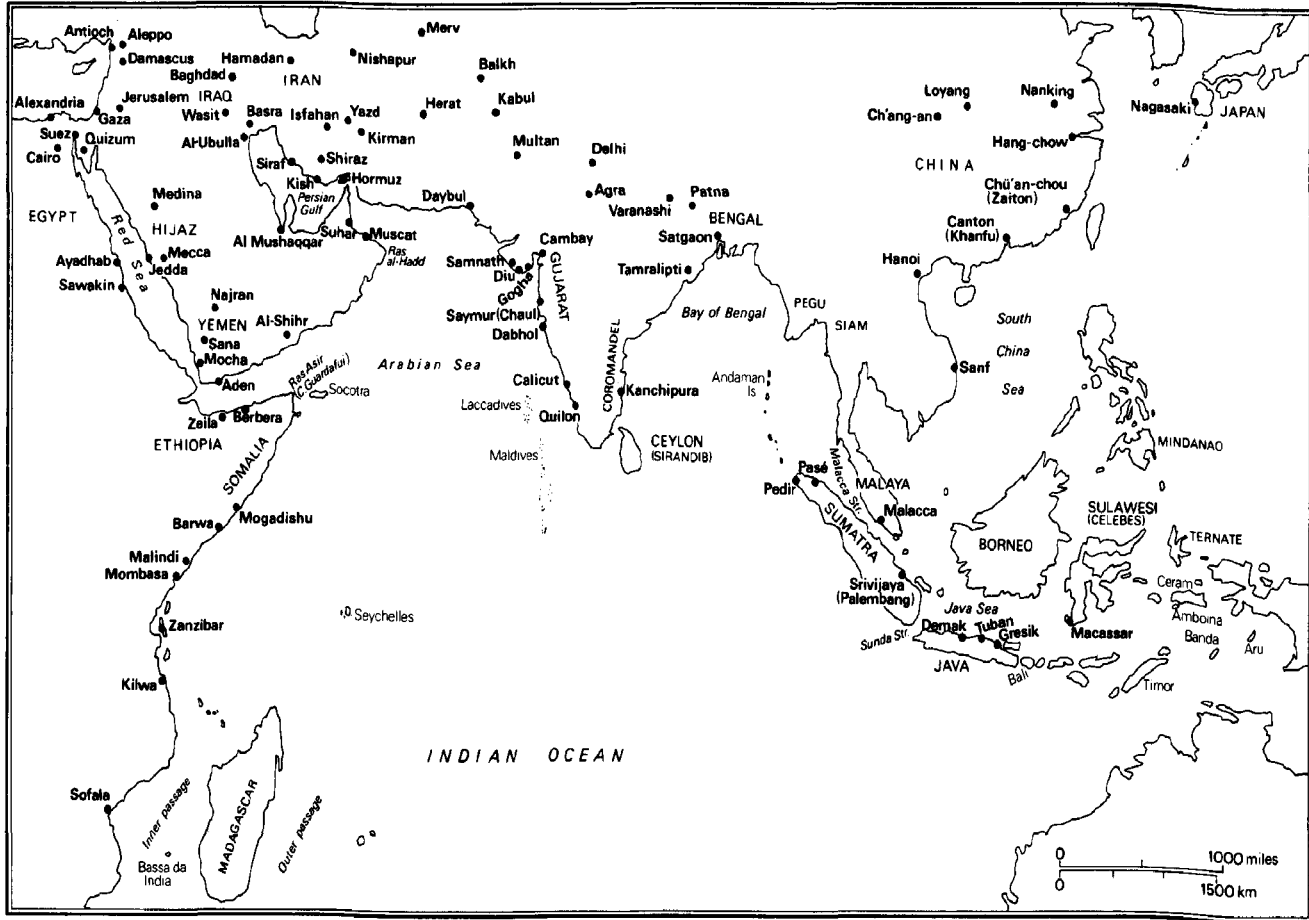 Antioch
Aleppo
Damascus
Hamadan
Baghdad
IRAN
Nishapur
Merv
Balkh
Alexandria
Jerusalem
Gaza
IRAQ
Wasit
Basra
Isfahan
Yazd
Herat
Kabul
Suez
Quizum
Cairo
Al-Ubulla
Kirman
Multan
Delhi
Siraf
Shiraz
Kish
Hormuz
Persian
Gulf
Daybul
Agra
Varanashi
Patna
BENGAL
Satgaon
Medina
EGYPT
HIJAZ
Red Sea
Al Mushaqqar
Suhar
Muscat
Ras
al-Hadd
Mecca
Jedda
Ayadhab
Sawakin
Najran
YEMEN
Sana
Al-Shihr
Mocha
Aden
Ras Asir
(C. Guardafui)
Socotra
Zeila
Berbera
ETHIOPIA
SOMALIA
Samnath
Diu
Gogha
Cambay
GUJARAT
Saymur (Chaul)
Dabhol
Tamralipti
Arabian Sea
Bay of Bengal
Calicut
Laccadives
Quilon
COROMANDEL
Kanchipura
Maldives
CEYLON
(SIRANDIB)
Andaman
Is
PEGU
SIAM
Loyang
Ch'ang-an
Nanking
Nagasaki
JAPAN
Hang-chow
CHINA
Chü'an-chou
(Zaiton)
Canton
(Khanfu)
Hanoi
South
China
Sea
Sanf
MINDANAO
Pedir
Pasé
Malacca Str.
MALAYA
Malacca
SUMATRA
Srivijaya
(Palembang)
BORNEO
SULAWESI
(CELEBES)
TERNATE
Ceram
Amboina
Banda
Aru
Java Sea
Demak
Tuban
Gresik
Macassar
Sunda Str.
JAVA
Bali
Timor
Barwa
Mogadishu
Malindi
Mombasa
Seychelles
Zanzibar
Kilwa
INDIAN OCEAN
Sofala
Inner passage
MADAGASCAR
Outer passage
Bassa da
India
0
1000 miles
0
1500 km